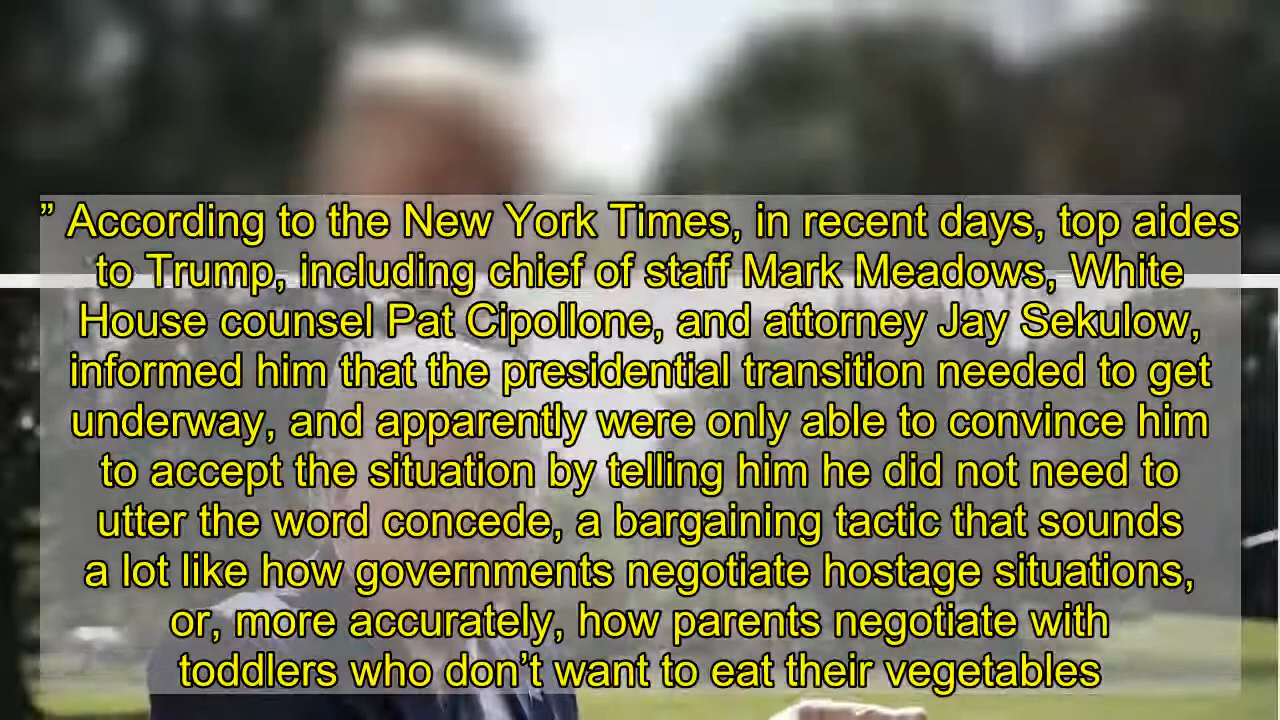 ” According to the New York Times, in recent days, top aides
to Trump, including chief of staff Mark Meadows, White
House counsel Pat Cipollone, and attorney Jay Sekulow,
informed him that the presidential transition needed to get
underway, and apparently were only able to convince him
to accept the situation by telling him he did not need to
utter the word concede, a bargaining tactic that sounds
a lot like how governments negotiate hostage situations,
or, more accurately, how parents negotiate with
toddlers who don’t want to eat their vegetables